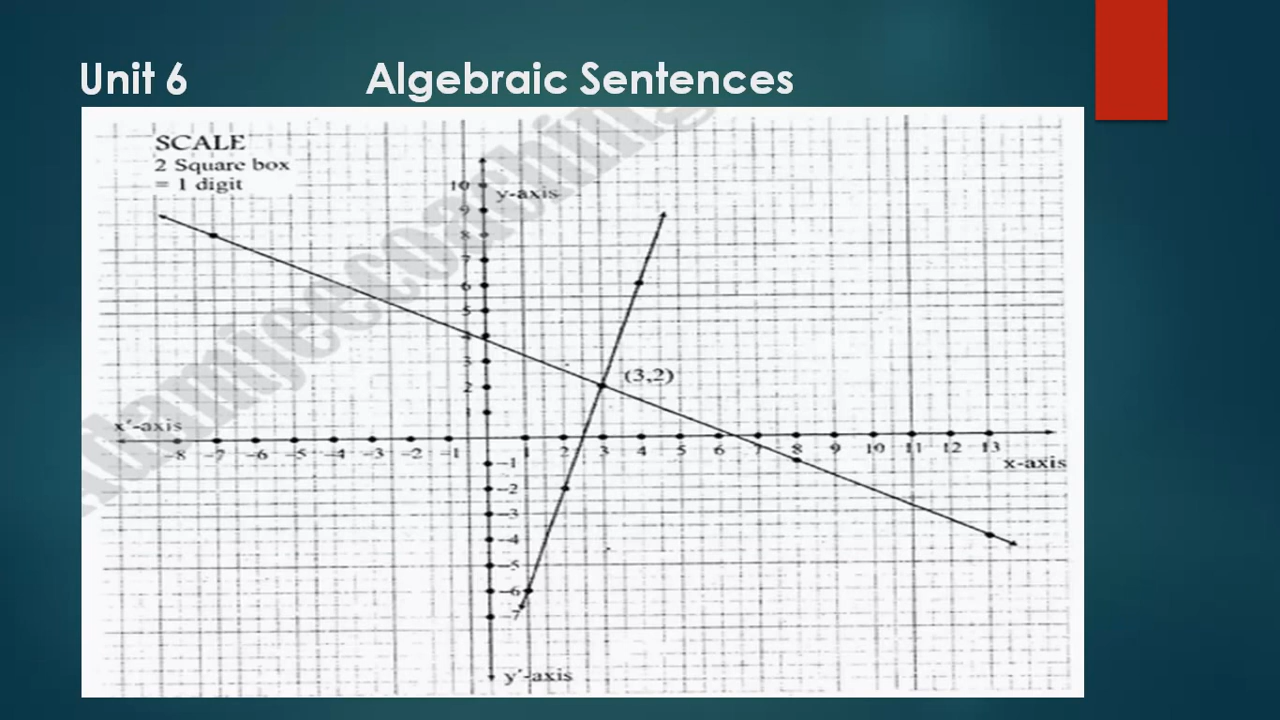 Unit 6 Algebraic Sentences
SCALE
2 Square box
= 1 digit
y-axis
10
9
8
7
6
5
4
3
2
1
(3,2)
x'-axis
-8 -7 -6 -5 -4 -3 -2 -1 1 2 3 4 5 6 7 8 9 10 11 12 13
x-axis
-1
-2
-3
-4
-5
-6
-7
y'-axis
Adamjee coaching